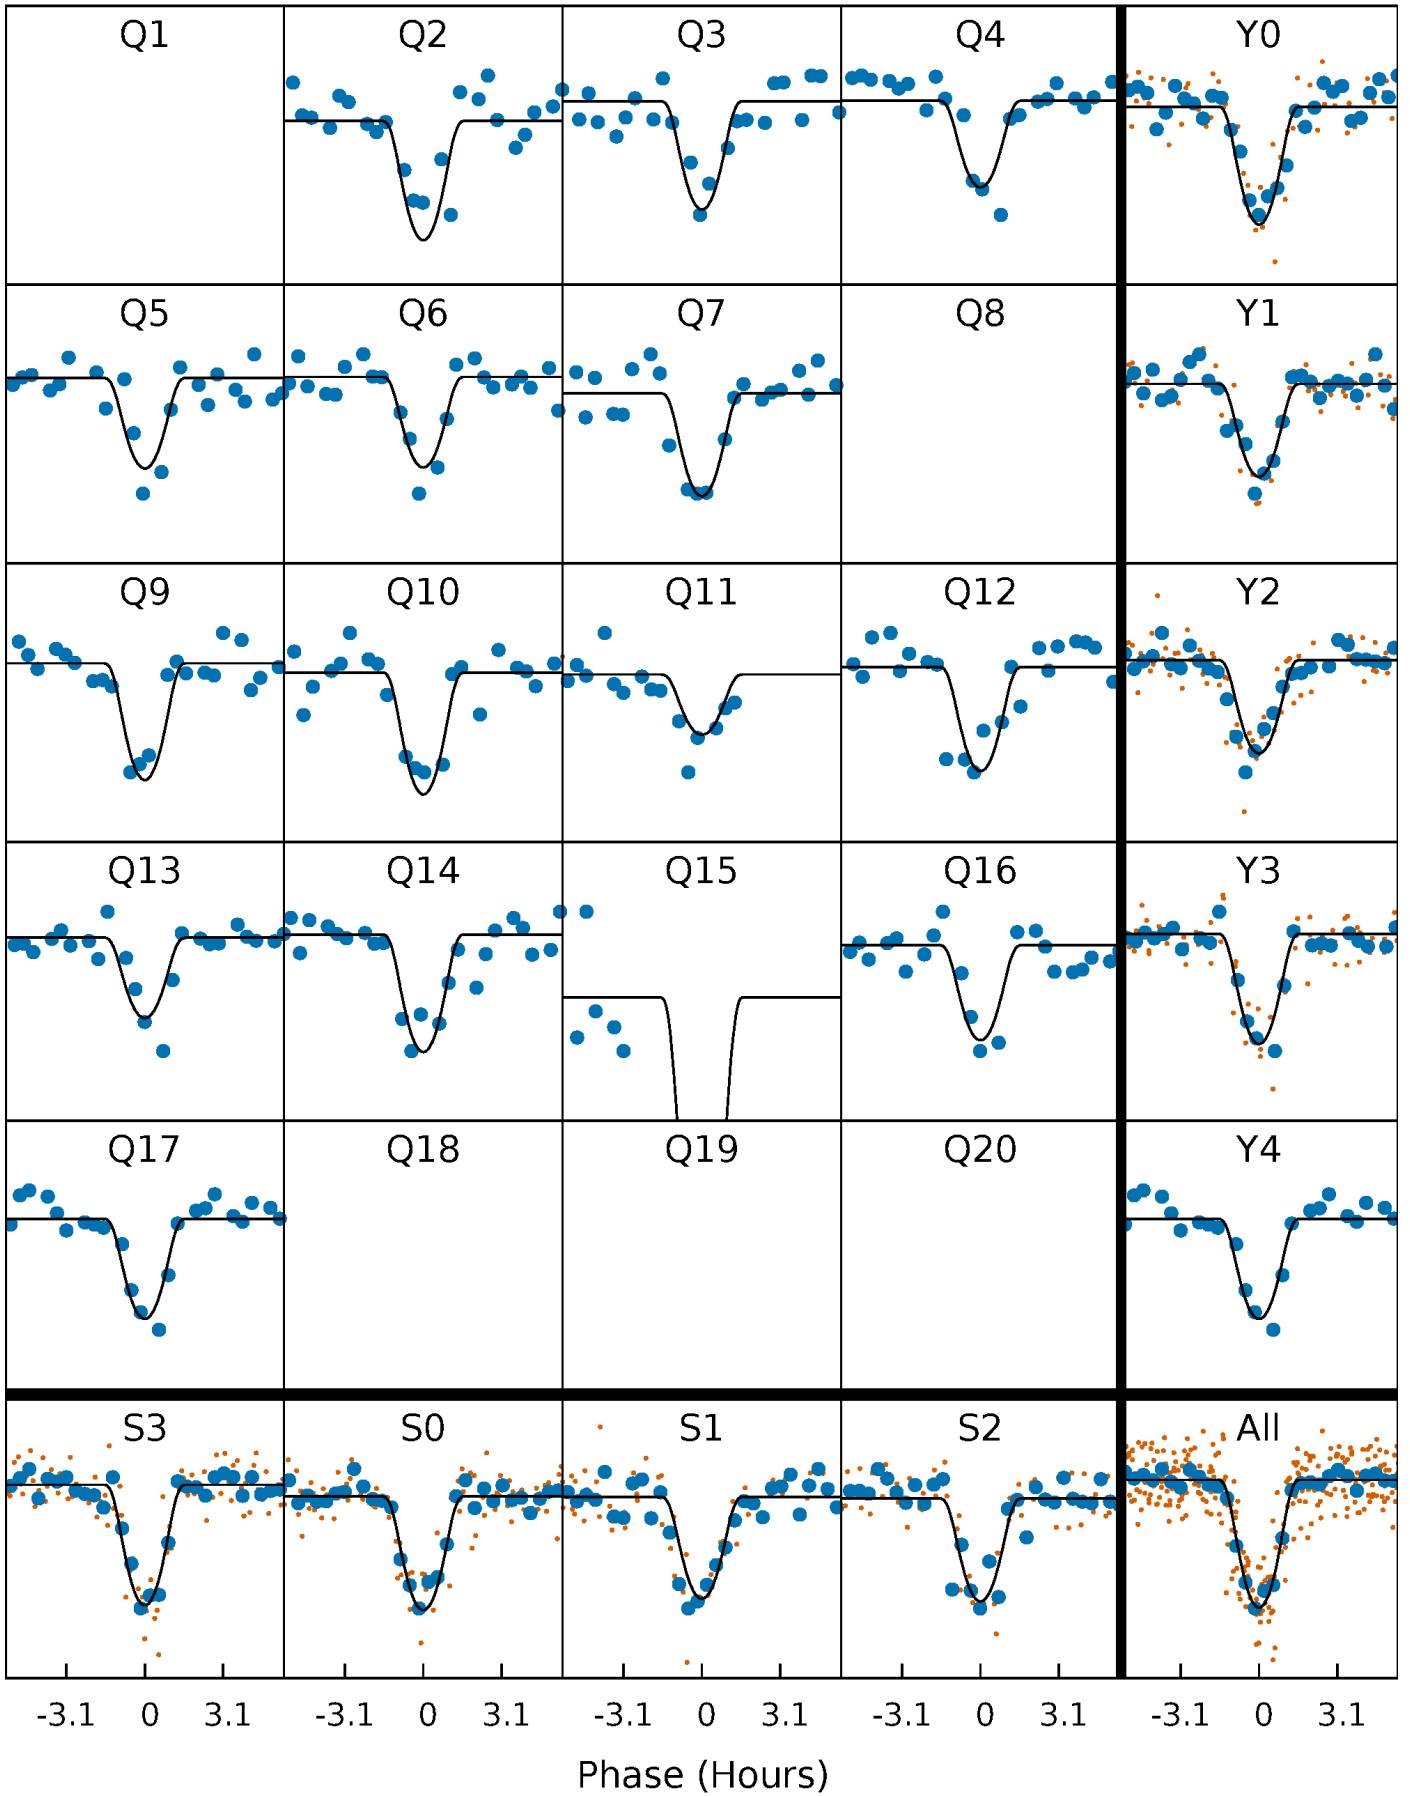 Q1 Q2 Q3 Q4 Y0
Q5 Q6 Q7 Q8 Y1
Q9 Q10 Q11 Q12 Y2
Q13 Q14 Q15 Q16 Y3
Q17 Q18 Q19 Q20 Y4
S3 S0 S1 S2 All
-3.1 0 3.1 -3.1 0 3.1 -3.1 0 3.1 -3.1 0 3.1 -3.1 0 3.1
Phase (Hours)